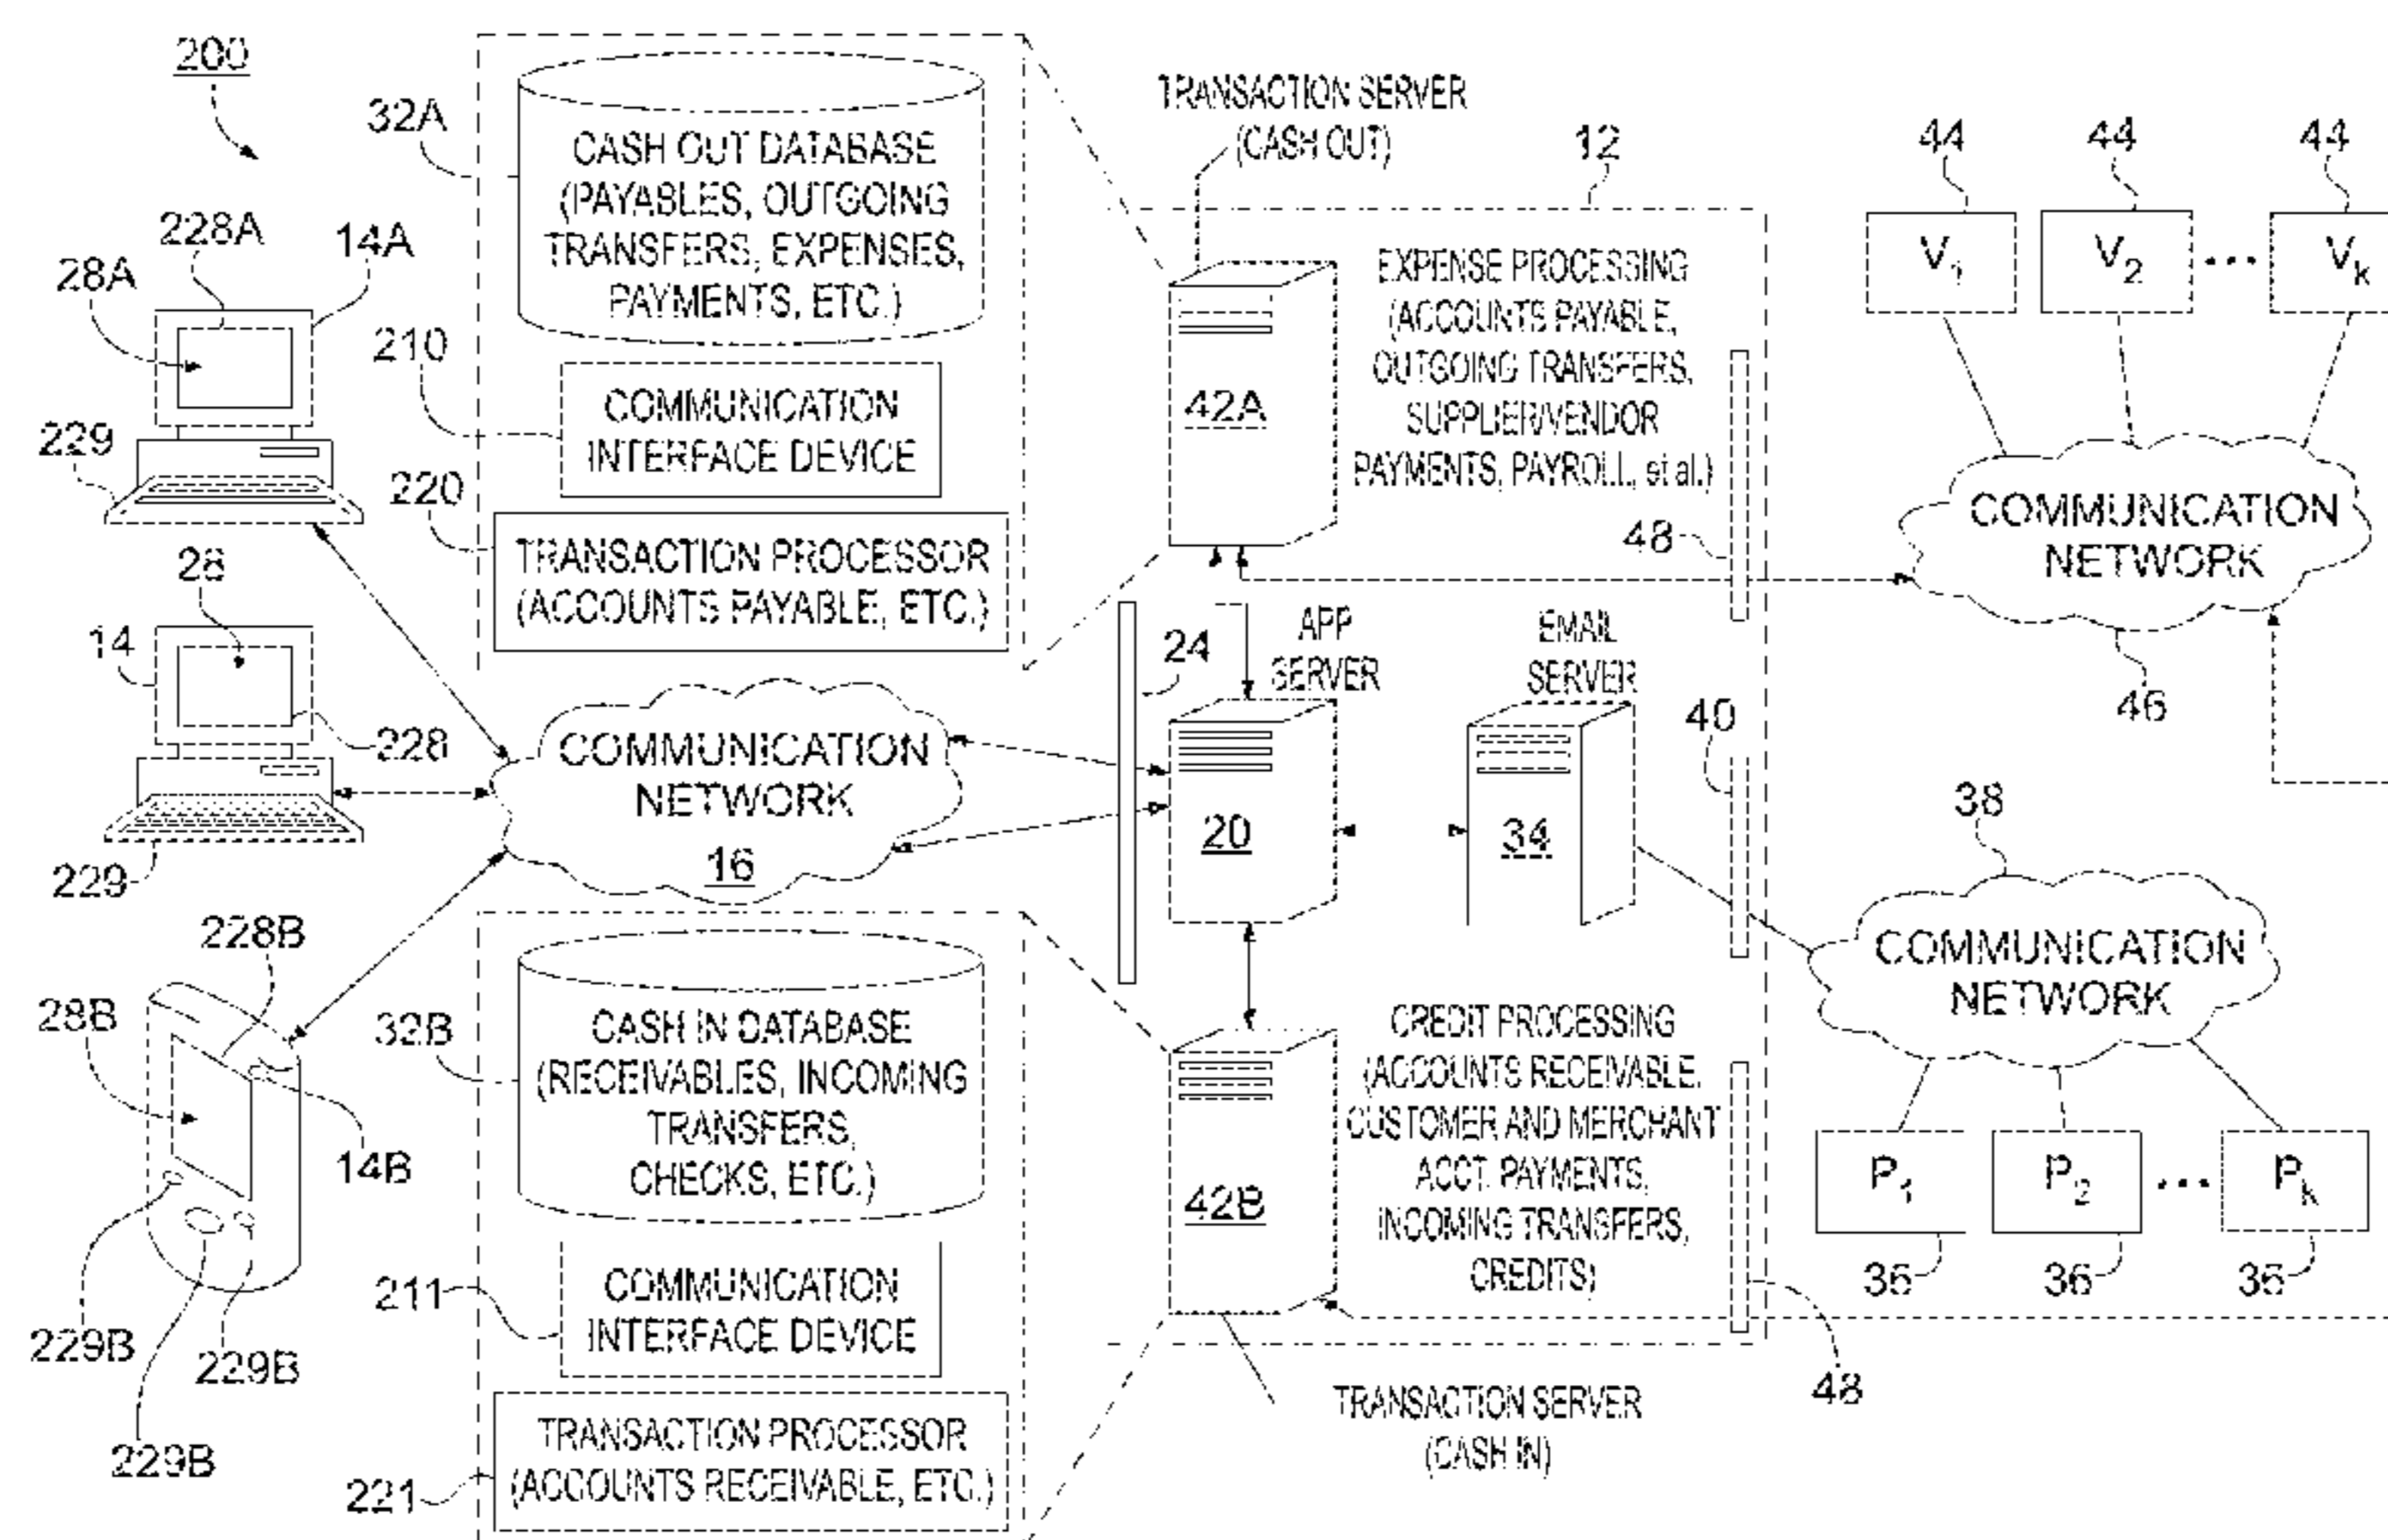 200
32A
CASH OUT DATABASE
(PAYABLES, OUTGOING
TRANSFERS, EXPENSES,
PAYMENTS, ETC.)
TRANSACTION SERVER
(CASH OUT)
12
44
44
44
V1
V2
...
Vk
228A
14A
28A
229
210
COMMUNICATION
INTERFACE DEVICE
220
TRANSACTION PROCESSOR
(ACCOUNTS PAYABLE, ETC.)
42A
EXPENSE PROCESSING
(ACCOUNTS PAYABLE,
OUTGOING TRANSFERS,
SUPPLIER/VENDOR
PAYMENTS, PAYROLL, et al.)
48
COMMUNICATION
NETWORK
46
28
14
228
229
COMMUNICATION
NETWORK
16
24
APP
SERVER
20
EMAIL
SERVER
34
40
38
COMMUNICATION
NETWORK
P1
P2
...
Pk
36
36
36
228B
28B
14B
229B
229B
229B
32B
CASH IN DATABASE
(RECEIVABLES, INCOMING
TRANSFERS,
CHECKS, ETC.)
211
COMMUNICATION
INTERFACE DEVICE
221
TRANSACTION PROCESSOR
(ACCOUNTS RECEIVABLE, ETC.)
42B
CREDIT PROCESSING
(ACCOUNTS RECEIVABLE,
CUSTOMER AND MERCHANT
ACCT. PAYMENTS,
INCOMING TRANSFERS,
CREDITS)
48
TRANSACTION SERVER
(CASH IN)